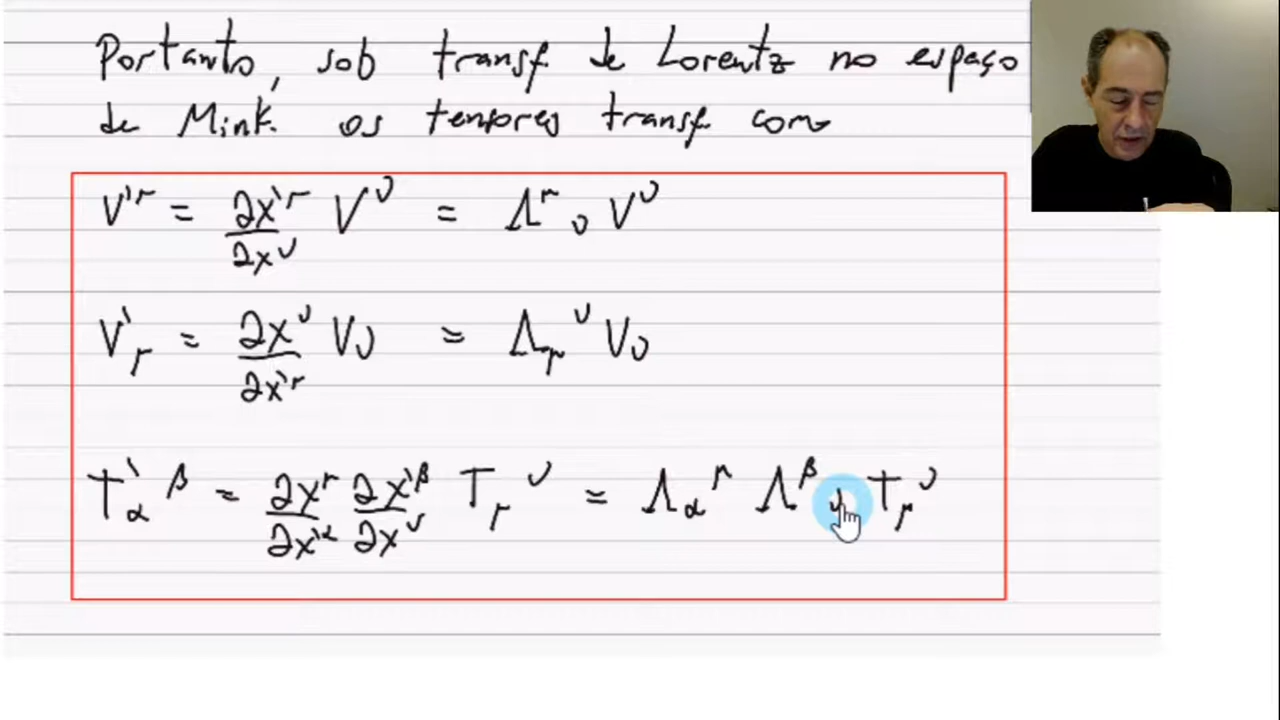 Portanto, sob transf. de Lorentz no espaço
de Mink. os tensores transf. como
V'^μ = ∂x'^μ/∂x^ν V^ν = Λ^μ_ν V^ν
V'_μ = ∂x^ν/∂x'^μ V_ν = Λ_μ^ν V_ν
T'_α^β = ∂x^μ/∂x'^α ∂x'^β/∂x^ν T_μ^ν = Λ_α^μ Λ^β_ν T_μ^ν